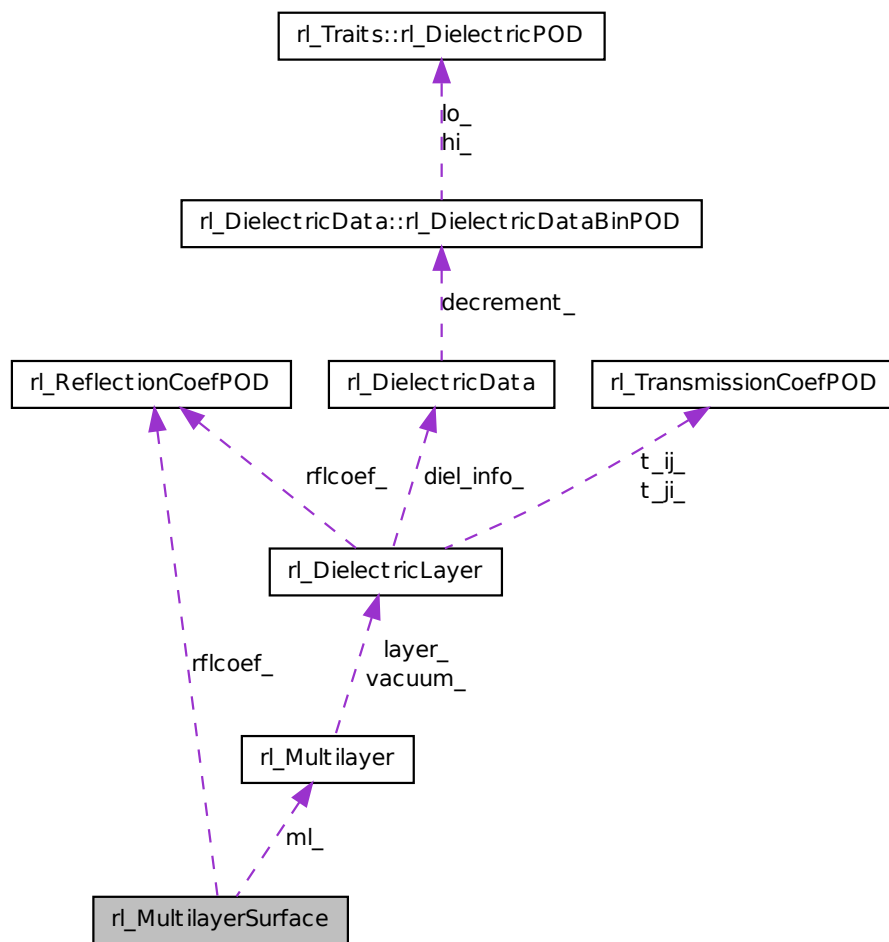 rl_Traits::rl_DielectricPOD
lo_
hi_
rl_DielectricData::rl_DielectricDataBinPOD
decrement_
rl_ReflectionCoefPOD
rl_DielectricData
rl_TransmissionCoefPOD
rflcoef_
diel_info_
t_ij_
t_ji_
rl_DielectricLayer
rflcoef_
layer_
vacuum_
rl_Multilayer
ml_
rl_MultilayerSurface